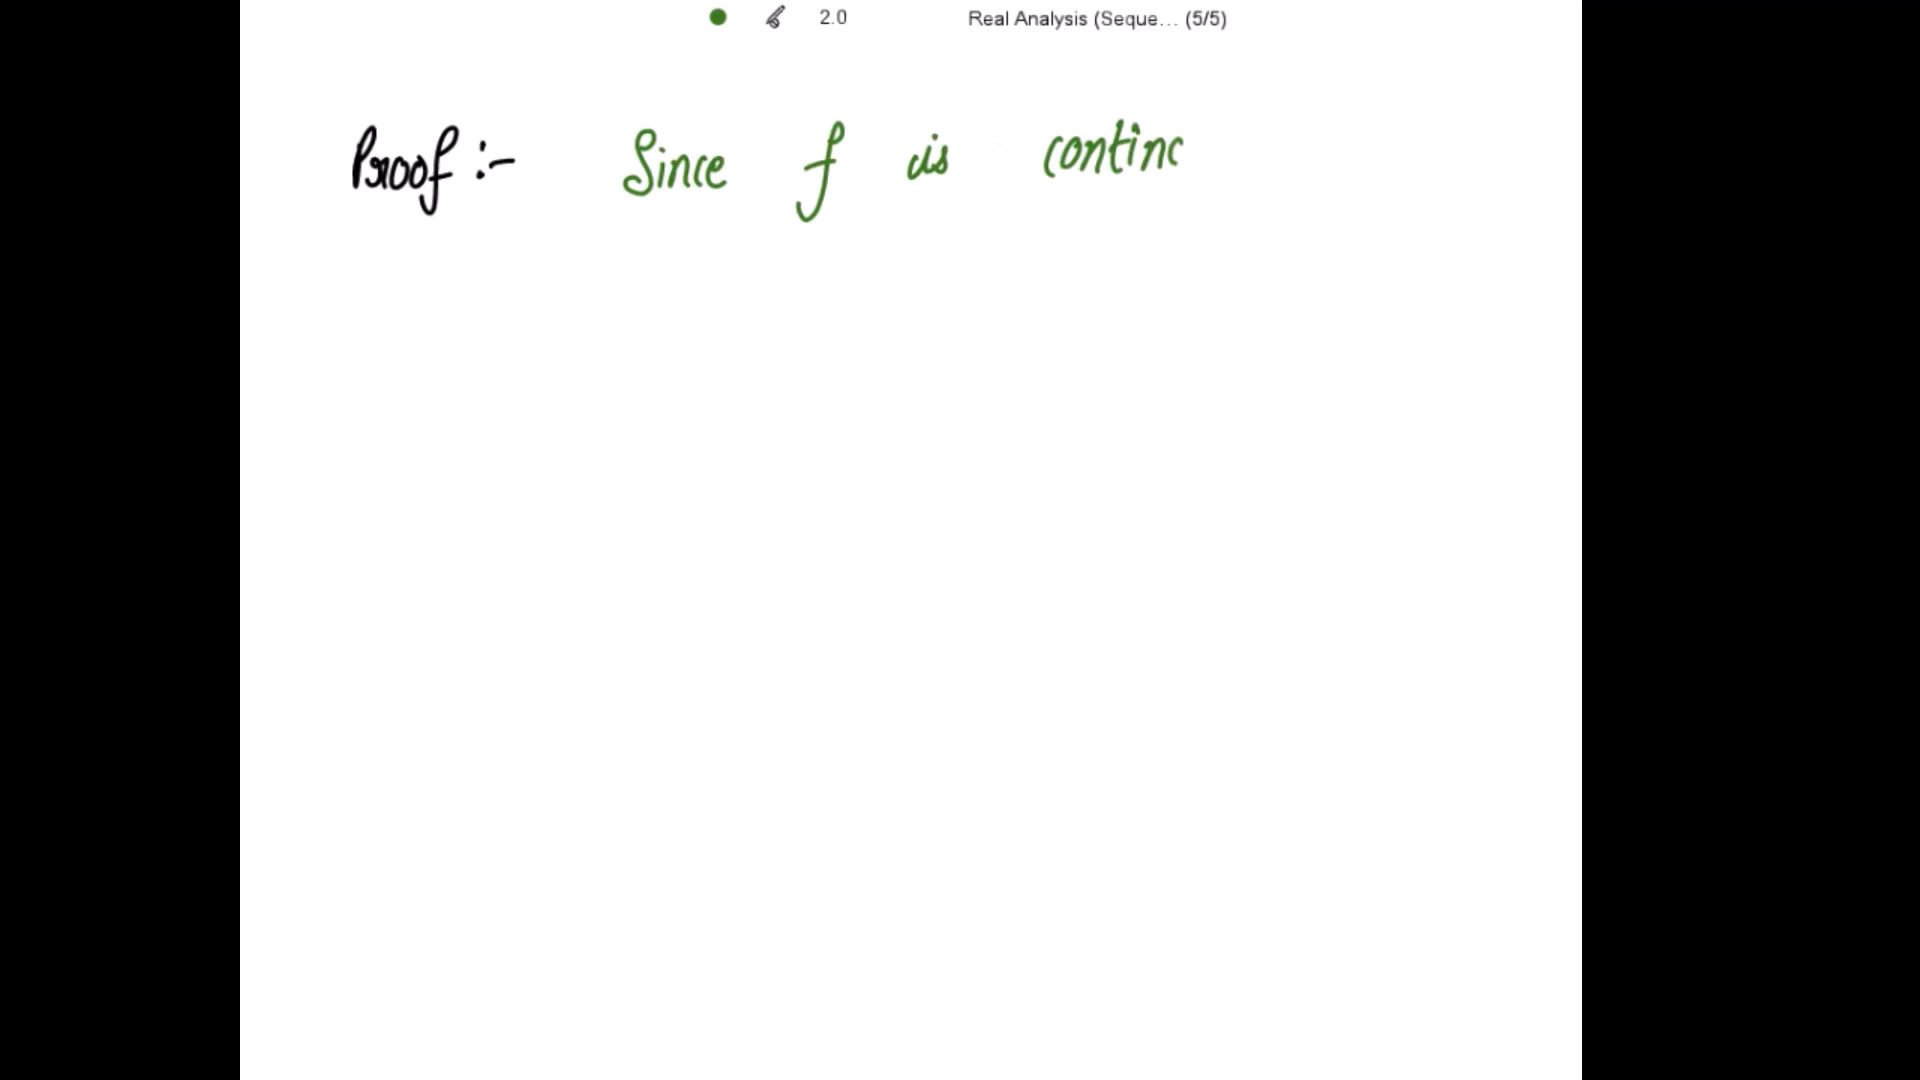 2.0 Real Analysis (Seque... (5/5)
Proof :- Since f is continc